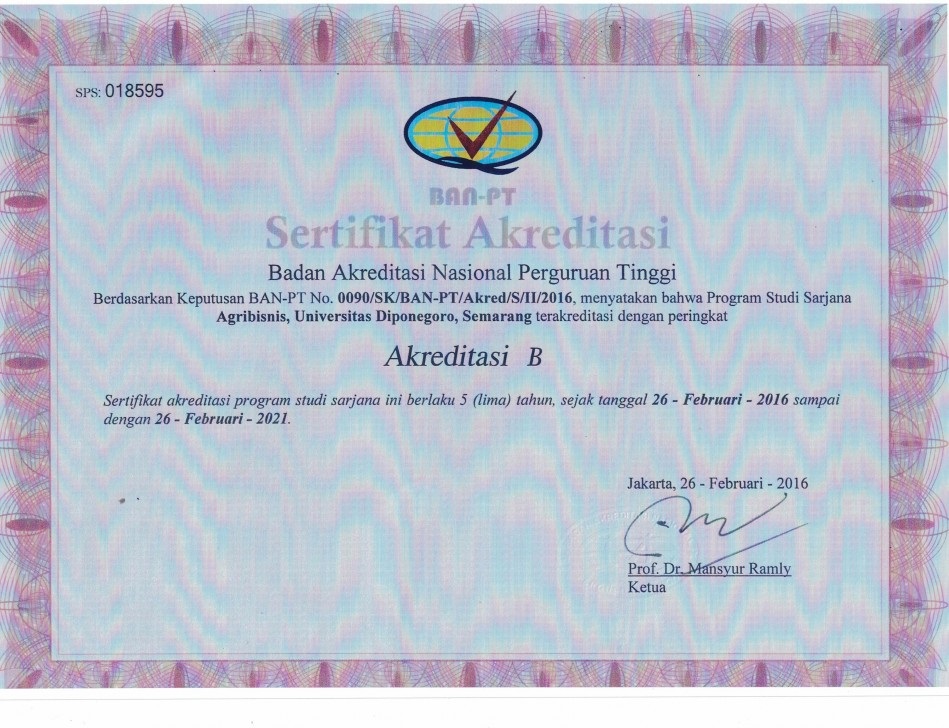 SPS: 018595
BAN-PT
Sertifikat Akreditasi
Badan Akreditasi Nasional Perguruan Tinggi
Berdasarkan Keputusan BAN-PT No. 0090/SK/BAN-PT/Akred/S/II/2016, menyatakan bahwa Program Studi Sarjana
Agribisnis, Universitas Diponegoro, Semarang terakreditasi dengan peringkat
Akreditasi B
Sertifikat akreditasi program studi sarjana ini berlaku 5 (lima) tahun, sejak tanggal 26 - Februari - 2016 sampai
dengan 26 - Februari - 2021.
Jakarta, 26 - Februari - 2016
Prof. Dr. Mansyur Ramly
Ketua